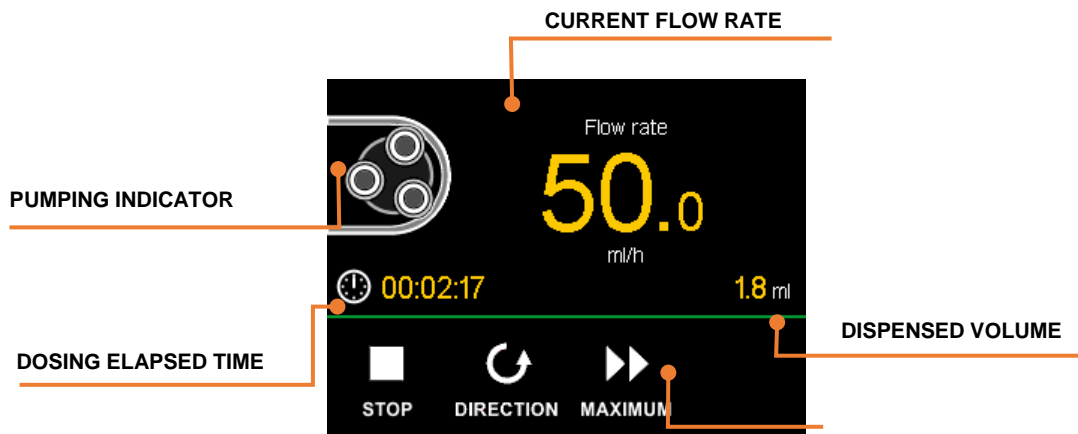 CURRENT FLOW RATE
Flow rate
50.0
ml/h
PUMPING INDICATOR
00:02:17
1.8 ml
DISPENSED VOLUME
DOSING ELAPSED TIME
STOP DIRECTION MAXIMUM